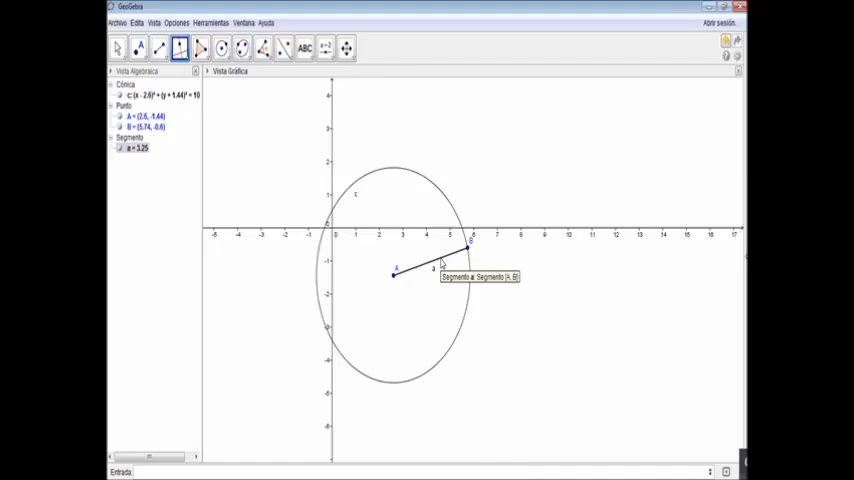 GeoGebra
Archivo Edita Vista Opciones Herramientas Ventana Ayuda
Abrir sesión.
A
ABC
a=2
Vista Algebraica
Vista Gráfica
Cónica
c: (x - 2.6)² + (y + 1.44)² = 10
Punto
A = (2.6, -1.44)
B = (5.74, -0.6)
Segmento
a = 3.25
4
3
2
1
0
-1
-2
-3
-4
-5
-6
-5 -4 -3 -2 -1 0 1 2 3 4 5 6 7 8 9 10 11 12 13 14 15 16 17
c
B
A
a
Segmento a: Segmento [A, B]
Entrada: